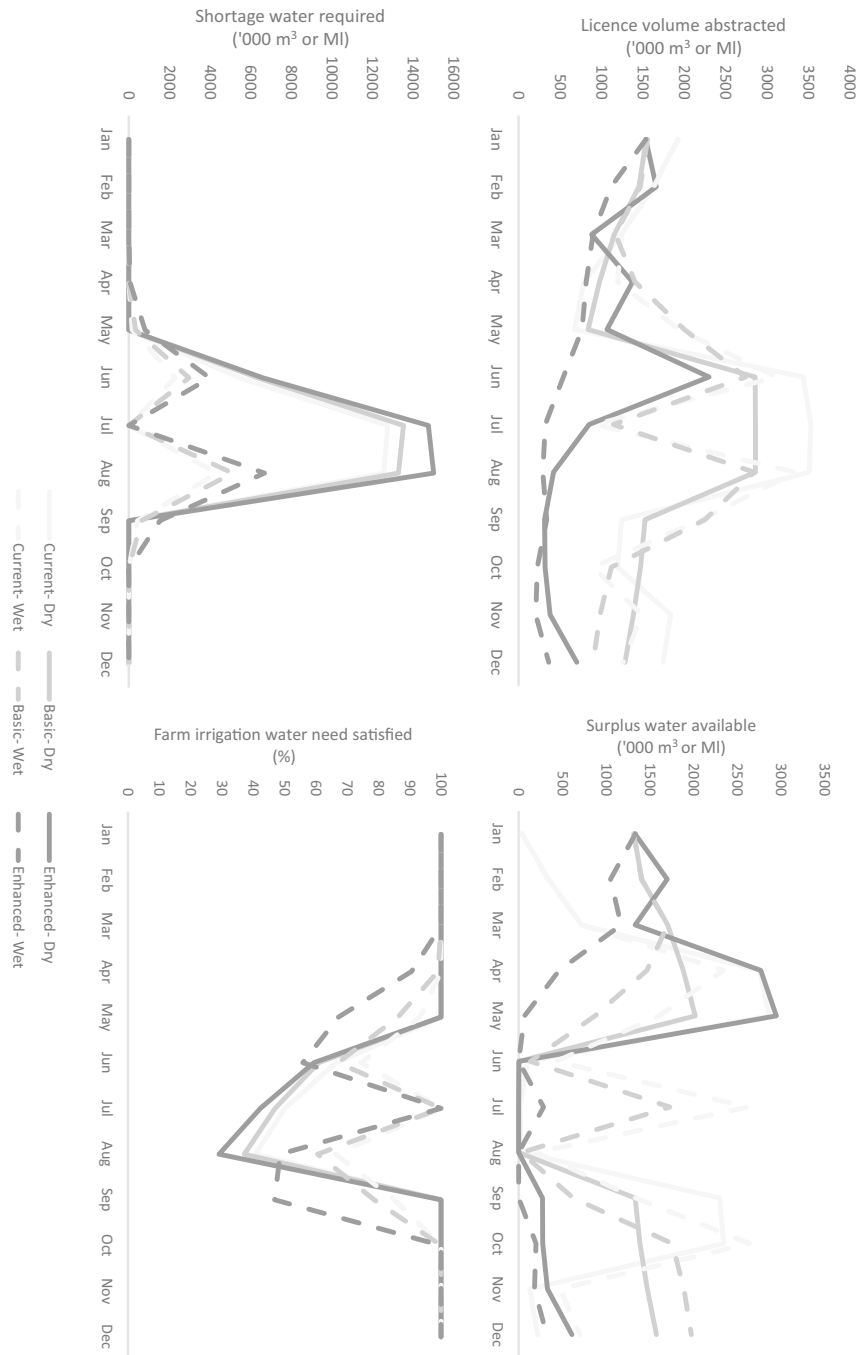 Licence volume abstracted
('000 m³ or Ml)
4000
3500
3000
2500
2000
1500
1000
500
0
Jan
Feb
Mar
Apr
May
Jun
Jul
Aug
Sep
Oct
Nov
Dec
Surplus water available
('000 m³ or Ml)
3500
3000
2500
2000
1500
1000
500
0
Jan
Feb
Mar
Apr
May
Jun
Jul
Aug
Sep
Oct
Nov
Dec
Shortage water required
('000 m³ or Ml)
16000
14000
12000
10000
8000
6000
4000
2000
0
Jan
Feb
Mar
Apr
May
Jun
Jul
Aug
Sep
Oct
Nov
Dec
Farm irrigation water need satisfied
(%)
100
90
80
70
60
50
40
30
Jan
Feb
Mar
Apr
May
Jun
Jul
Aug
Sep
Oct
Nov
Dec
Current- Dry Basic- Dry Enhanced- Dry
Current- Wet Basic- Wet Enhanced- Wet